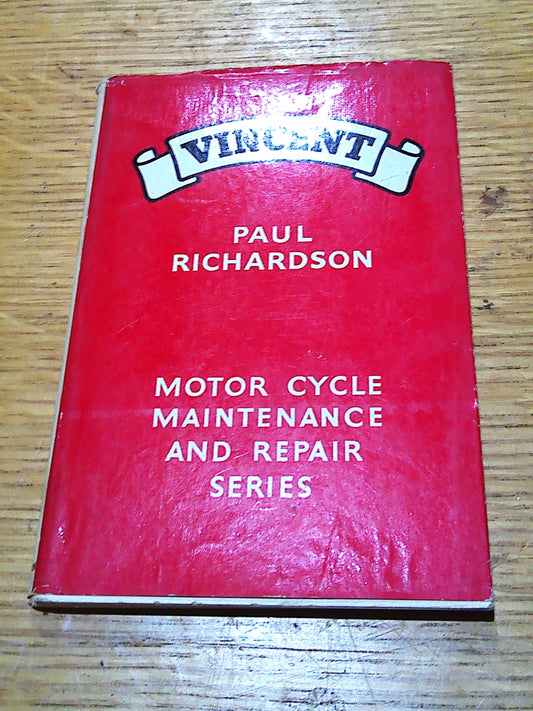 VINCENT
PAUL
RICHARDSON
MOTOR CYCLE
MAINTENANCE
AND REPAIR
SERIES